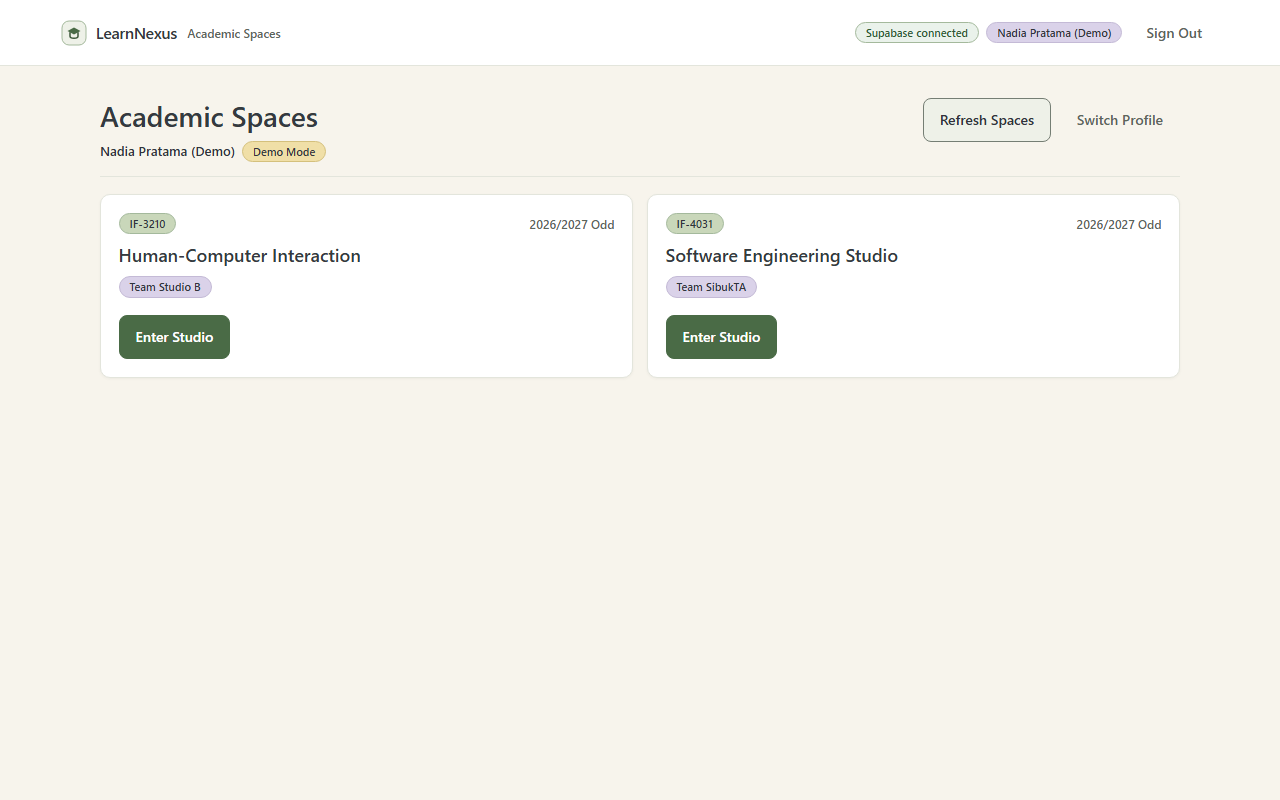 LearnNexus Academic Spaces
Supabase connected
Nadia Pratama (Demo)
Sign Out
Academic Spaces
Nadia Pratama (Demo) Demo Mode
Refresh Spaces
Switch Profile
IF-3210
2026/2027 Odd
Human-Computer Interaction
Team Studio B
Enter Studio
IF-4031
2026/2027 Odd
Software Engineering Studio
Team SibukTA
Enter Studio